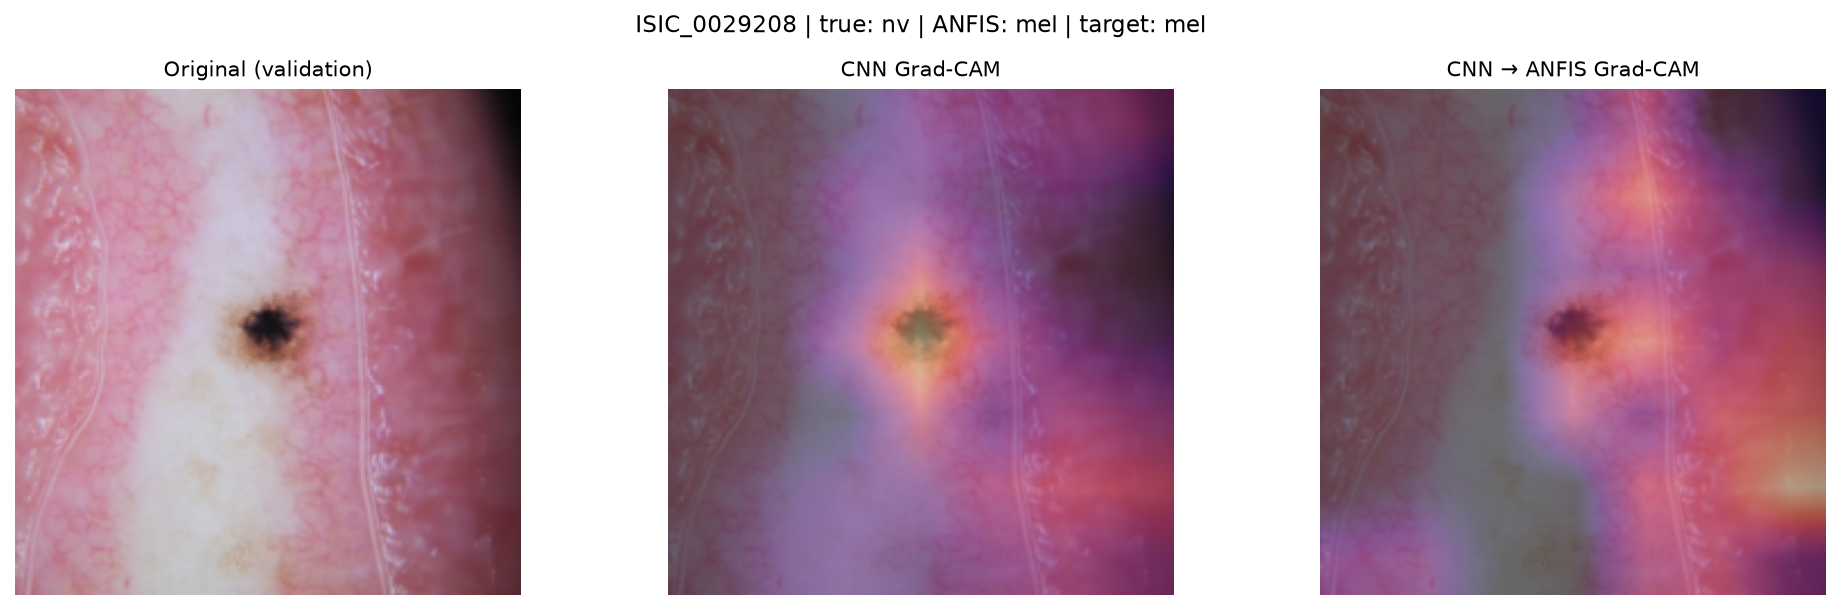 ISIC_0029208 | true: nv | ANFIS: mel | target: mel
Original (validation)
CNN Grad-CAM
CNN → ANFIS Grad-CAM